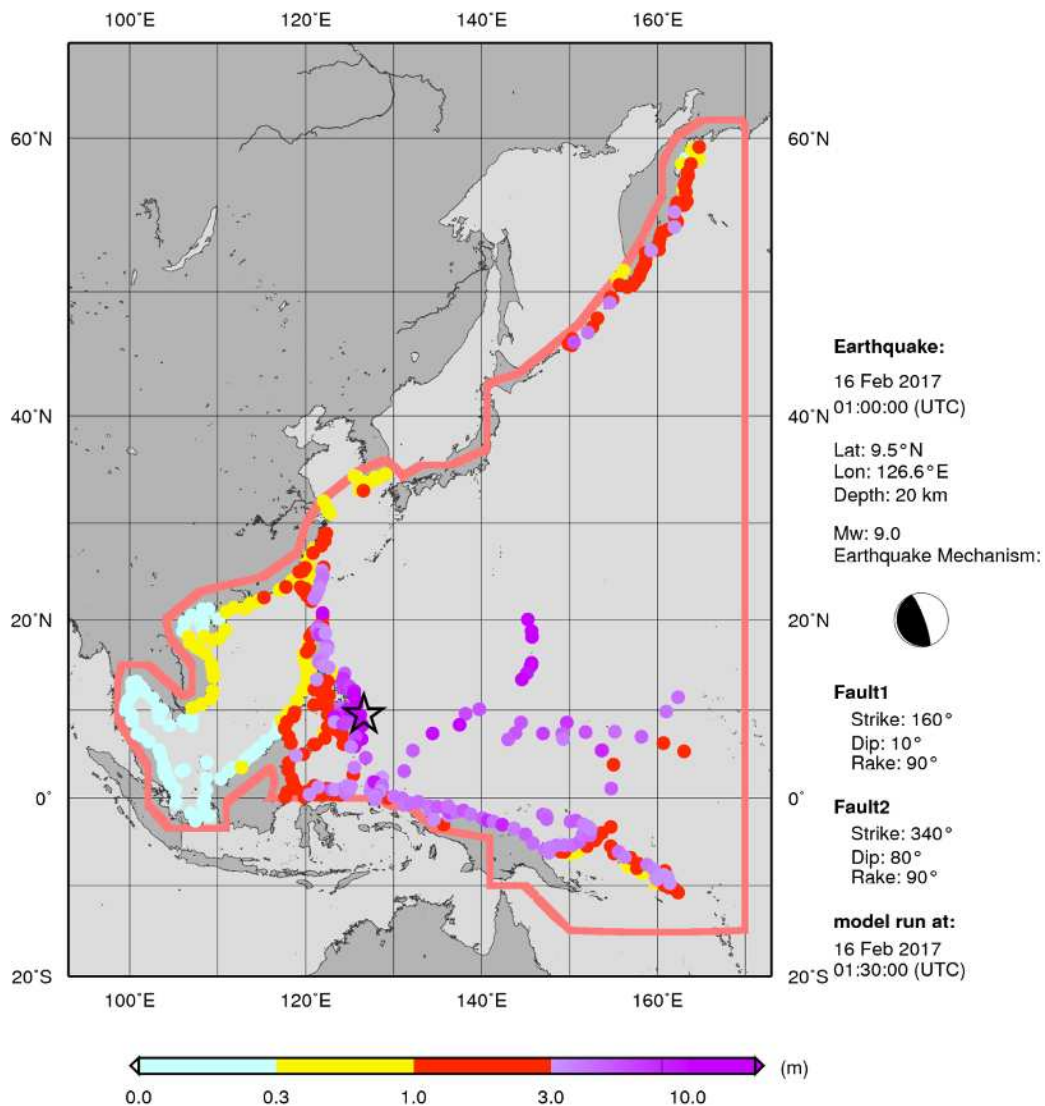 100°E 120°E 140°E 160°E
60°N 60°N
40°N 40°N
20°N 20°N
0° 0°
20°S 20°S
100°E 120°E 140°E 160°E
Earthquake:
16 Feb 2017
01:00:00 (UTC)
Lat: 9.5°N
Lon: 126.6°E
Depth: 20 km
Mw: 9.0
Earthquake Mechanism:
Fault1
Strike: 160°
Dip: 10°
Rake: 90°
Fault2
Strike: 340°
Dip: 80°
Rake: 90°
model run at:
16 Feb 2017
01:30:00 (UTC)
(m)
0.0 0.3 1.0 3.0 10.0